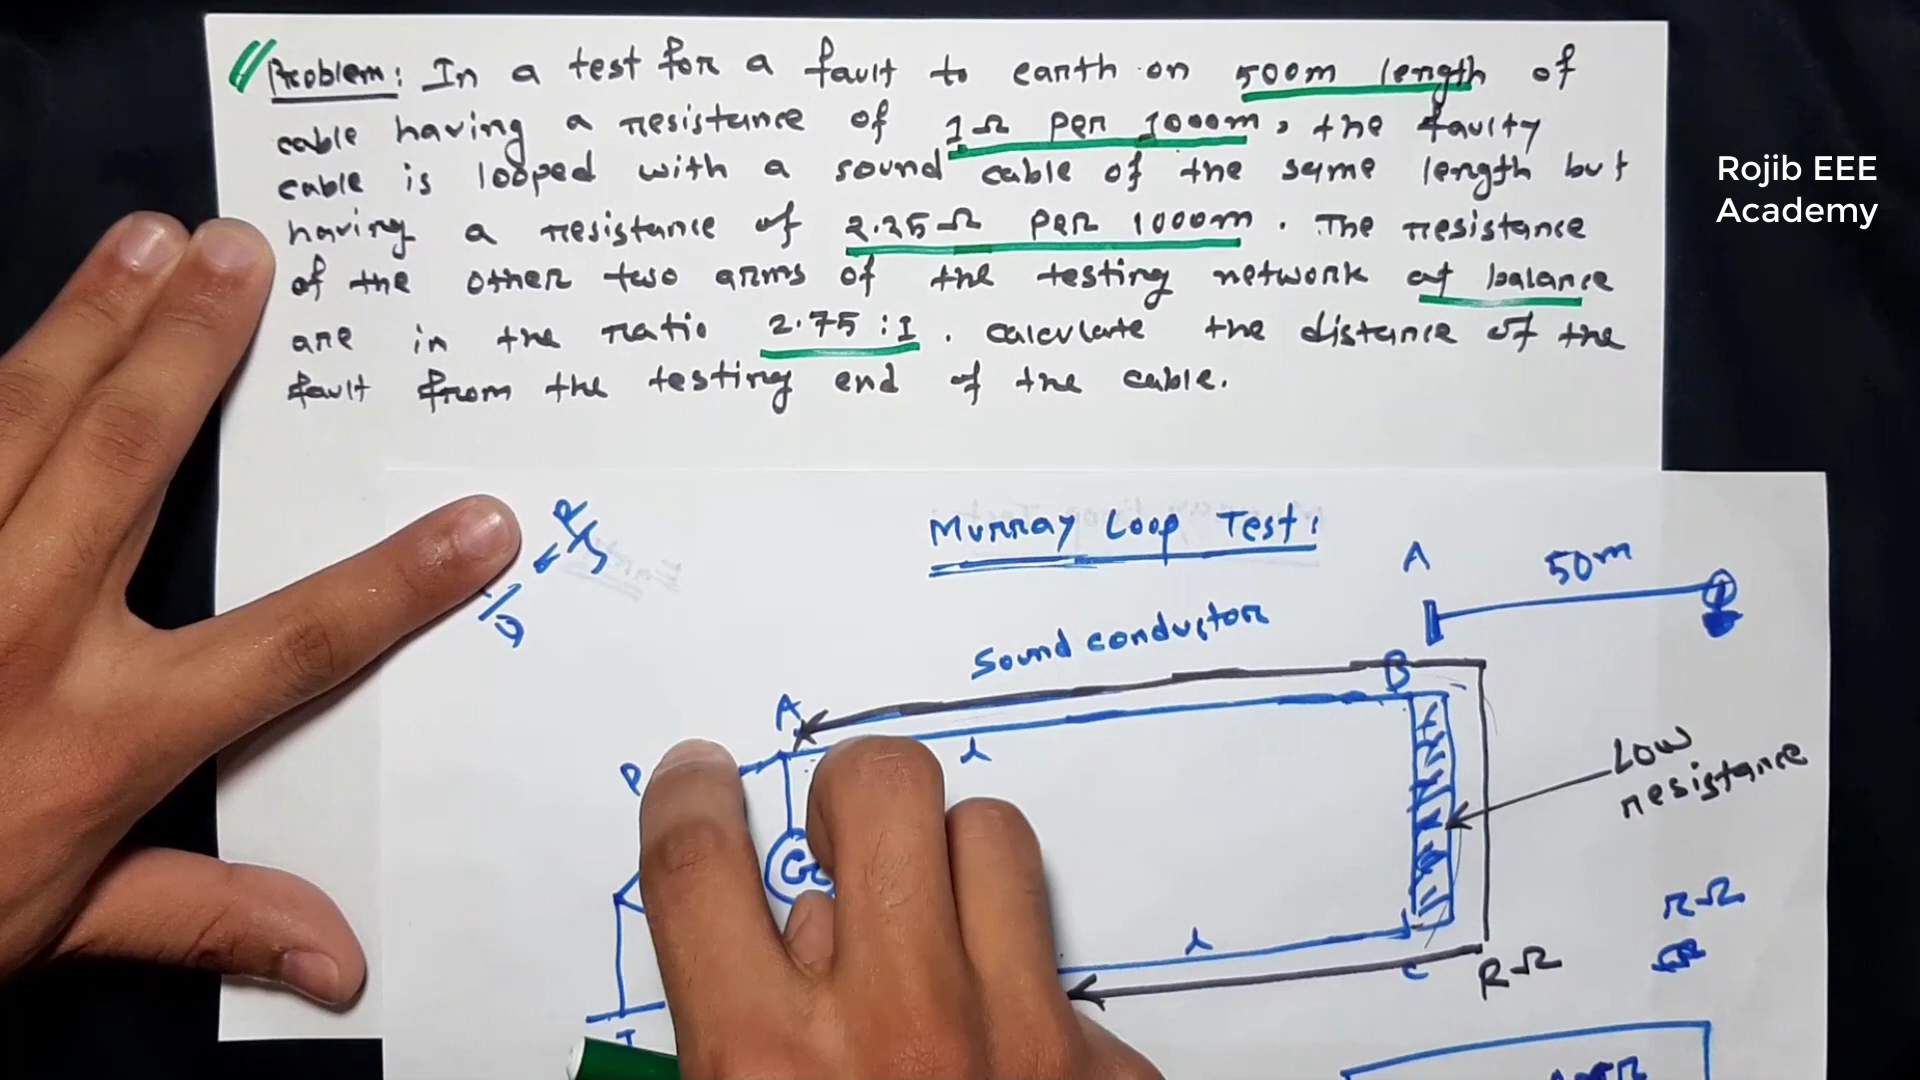 Problem: In a test for a fault to earth on 500m length of
cable having a resistance of 1Ω per 1000m, the faulty
cable is looped with a sound cable of the same length but
having a resistance of 2.25Ω per 1000m. The resistance
of the other two arms of the testing network at balance
are in the ratio 2.75 : 1. calculate the distance of the
fault from the testing end of the cable.
Rojib EEE
Academy
Murray Loop Test:
A
50m
Sound conductor
B
A
P
G
Low
resistance
RΩ
C
RΩ